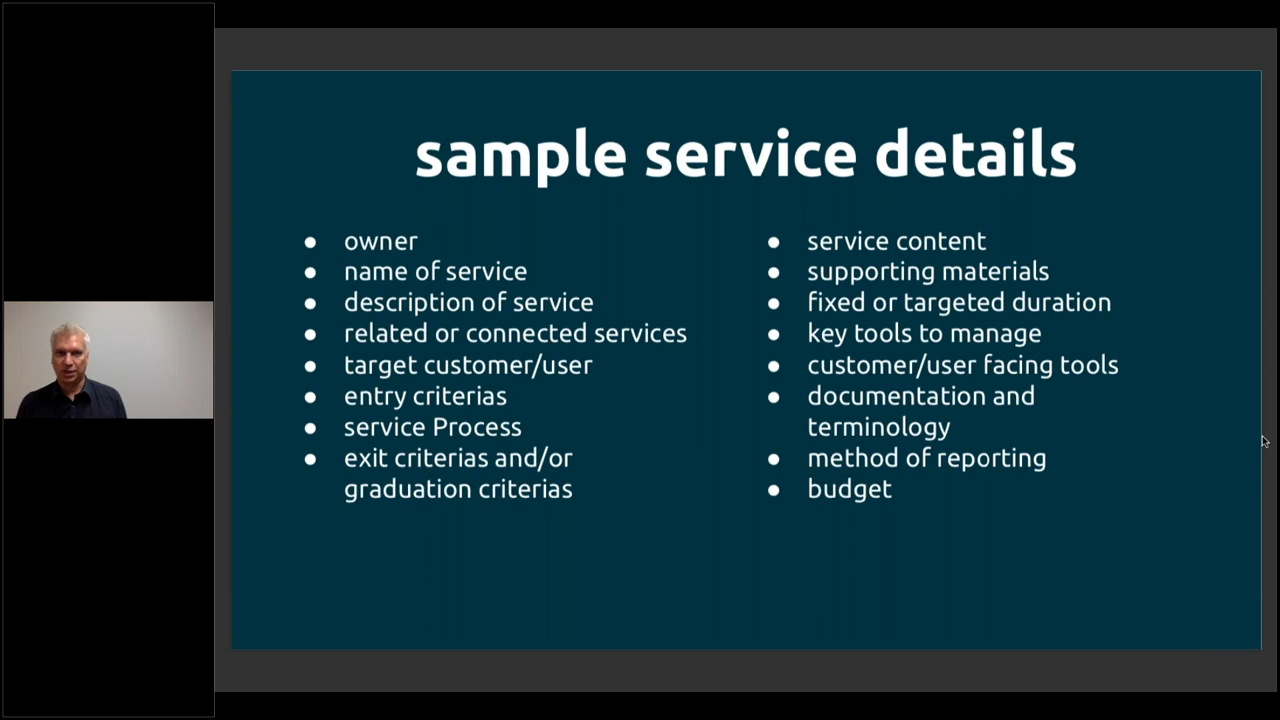 sample service details
owner
name of service
description of service
related or connected services
target customer/user
entry criterias
service Process
exit criterias and/or
graduation criterias
service content
supporting materials
fixed or targeted duration
key tools to manage
customer/user facing tools
documentation and
terminology
method of reporting
budget